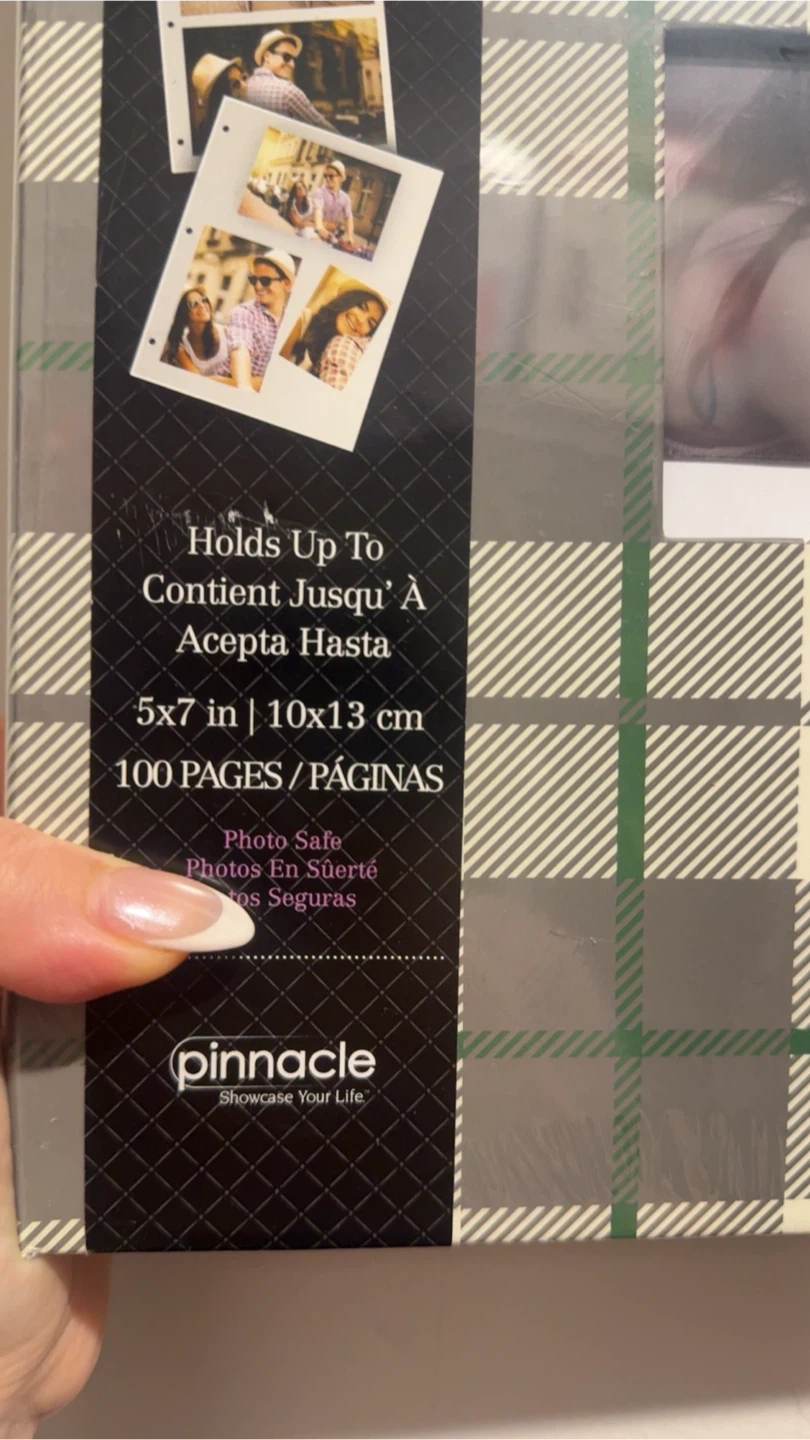 Holds Up To
Contient Jusqu' À
Acepta Hasta
5x7 in | 10x13 cm
100 PAGES / PÁGINAS
Photo Safe
Photos En Sûerté
Seguras
pinnacle
Showcase Your Life™